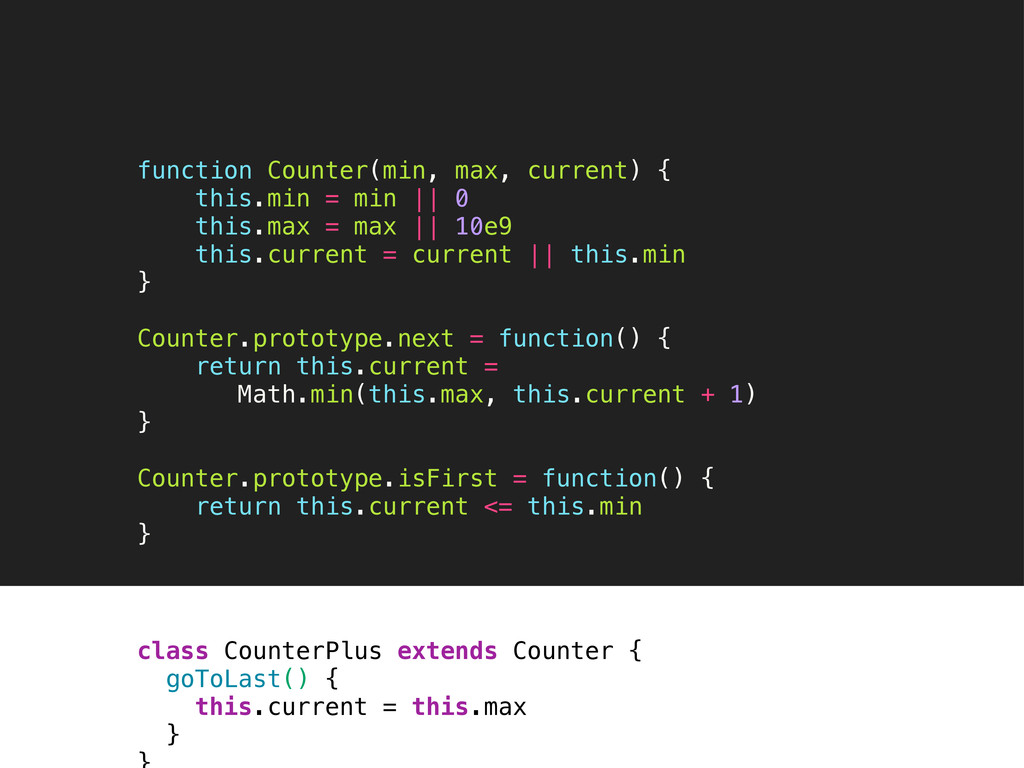 function Counter(min, max, current) {
    this.min = min || 0
    this.max = max || 10e9
    this.current = current || this.min
}

Counter.prototype.next = function() {
    return this.current =
       Math.min(this.max, this.current + 1)
}

Counter.prototype.isFirst = function() {
    return this.current <= this.min
}

class CounterPlus extends Counter {
  goToLast() {
    this.current = this.max
  }
}